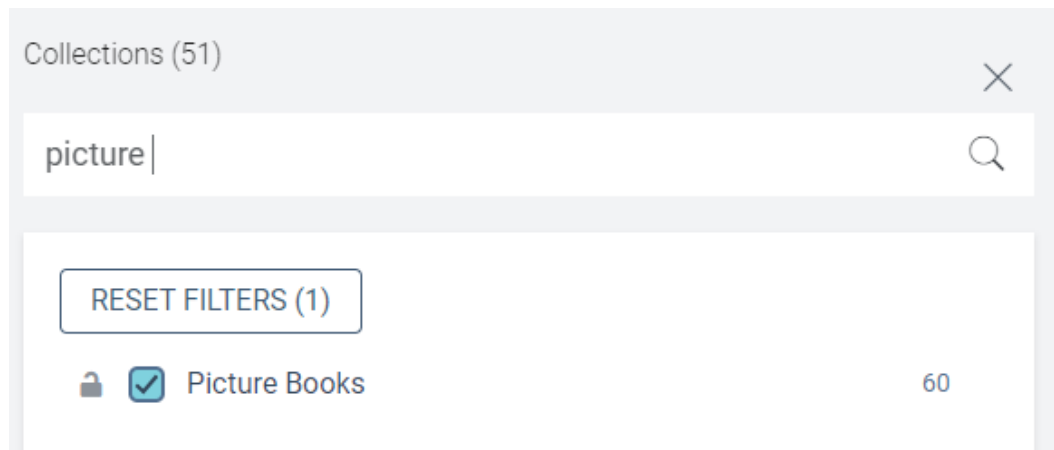 Collections (51)
picture
RESET FILTERS (1)
Picture Books 60